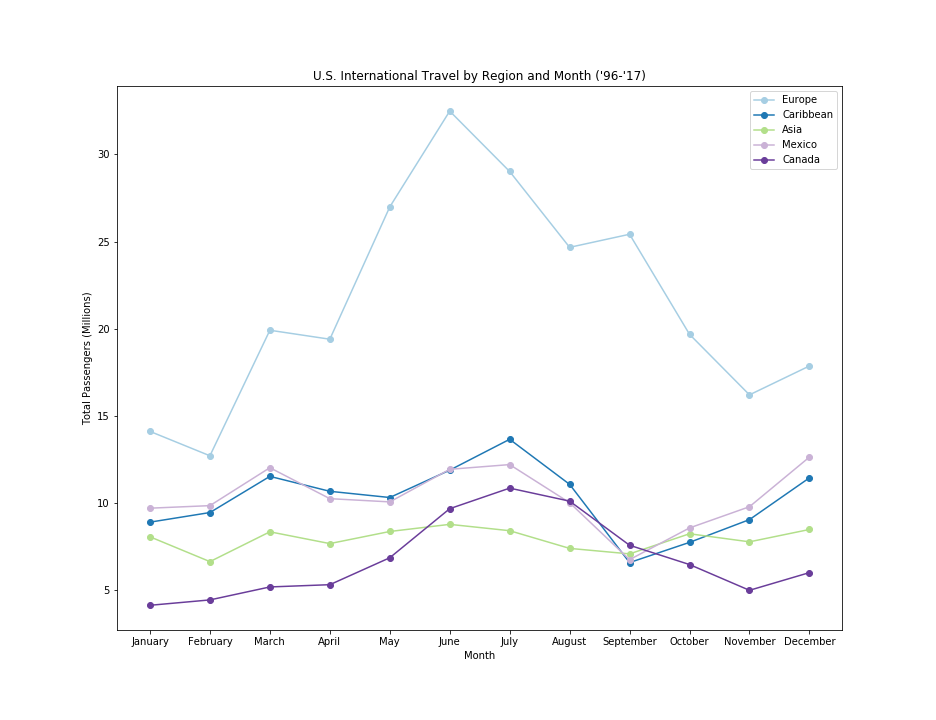 U.S. International Travel by Region and Month ('96-'17)
Europe
Caribbean
Asia
Mexico
Canada
Total Passengers (Millions)
30
25
20
15
10
5
January February March April May June July August September October November December
Month